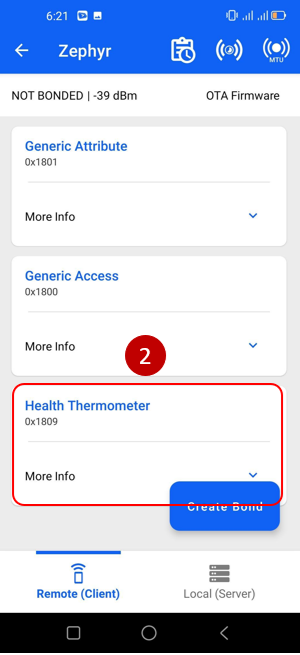 6:21
Zephyr
MTU
NOT BONDED | -39 dBm
OTA Firmware
Generic Attribute
0x1801
More Info
Generic Access
0x1800
More Info
2
Health Thermometer
0x1809
More Info
Create Bond
Remote (Client)
Local (Server)